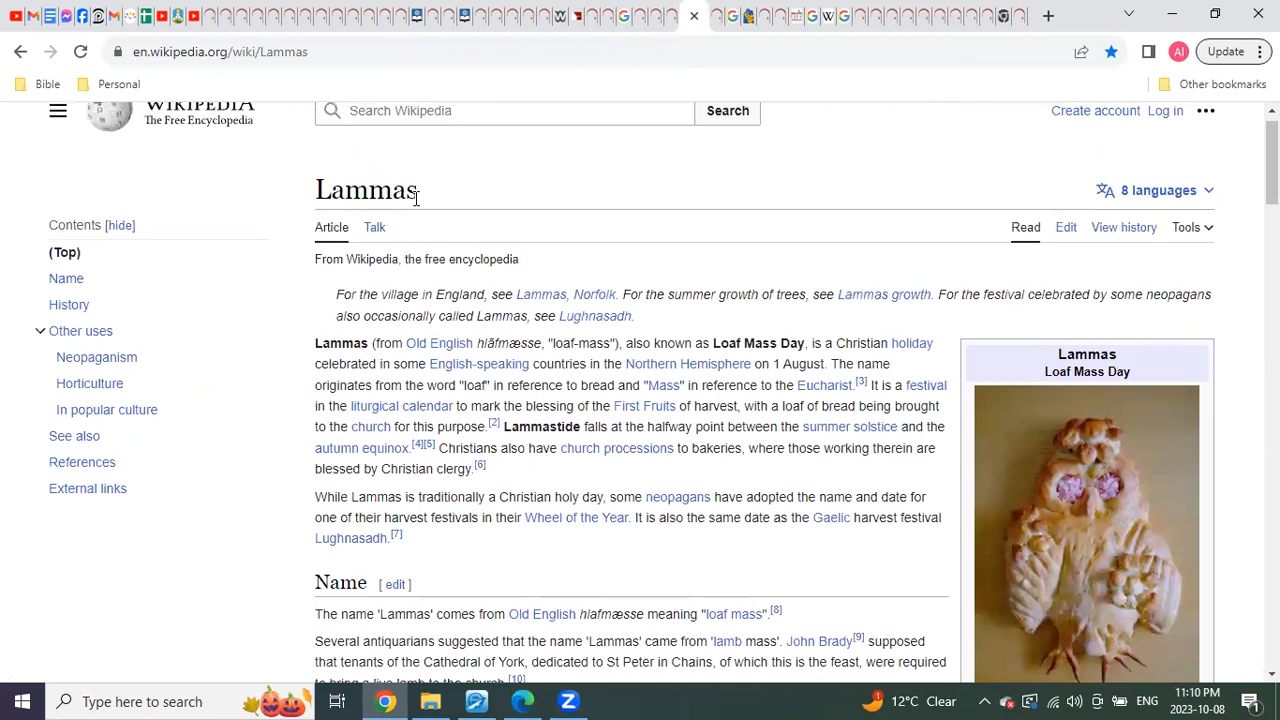 en.wikipedia.org/wiki/Lammas
AI
Update
Bible
Personal
Other bookmarks
WIKIPEDIA
The Free Encyclopedia
Search Wikipedia
Search
Create account Log in
Lammas
8 languages
Contents [hide]
(Top)
Name
History
Other uses
Neopaganism
Horticulture
In popular culture
See also
References
External links
Article Talk
Read Edit View history Tools
From Wikipedia, the free encyclopedia
For the village in England, see Lammas, Norfolk. For the summer growth of trees, see Lammas growth. For the festival celebrated by some neopagans
also occasionally called Lammas, see Lughnasadh.
Lammas (from Old English hlāfmæsse, "loaf-mass"), also known as Loaf Mass Day, is a Christian holiday
celebrated in some English-speaking countries in the Northern Hemisphere on 1 August. The name
originates from the word "loaf" in reference to bread and "Mass" in reference to the Eucharist.[3] It is a festival
in the liturgical calendar to mark the blessing of the First Fruits of harvest, with a loaf of bread being brought
to the church for this purpose.[2] Lammastide falls at the halfway point between the summer solstice and the
autumn equinox.[4][5] Christians also have church processions to bakeries, where those working therein are
blessed by Christian clergy.[6]
While Lammas is traditionally a Christian holy day, some neopagans have adopted the name and date for
one of their harvest festivals in their Wheel of the Year. It is also the same date as the Gaelic harvest festival
Lughnasadh.[7]
Name [ edit ]
The name 'Lammas' comes from Old English hlafmæsse meaning "loaf mass".[8]
Several antiquarians suggested that the name 'Lammas' came from 'lamb mass'. John Brady[9] supposed
that tenants of the Cathedral of York, dedicated to St Peter in Chains, of which this is the feast, were required
to bring a live lamb to the church.[10]
Lammas
Loaf Mass Day
Type here to search
1
12°C Clear
ENG
11:10 PM
2023-10-08
1